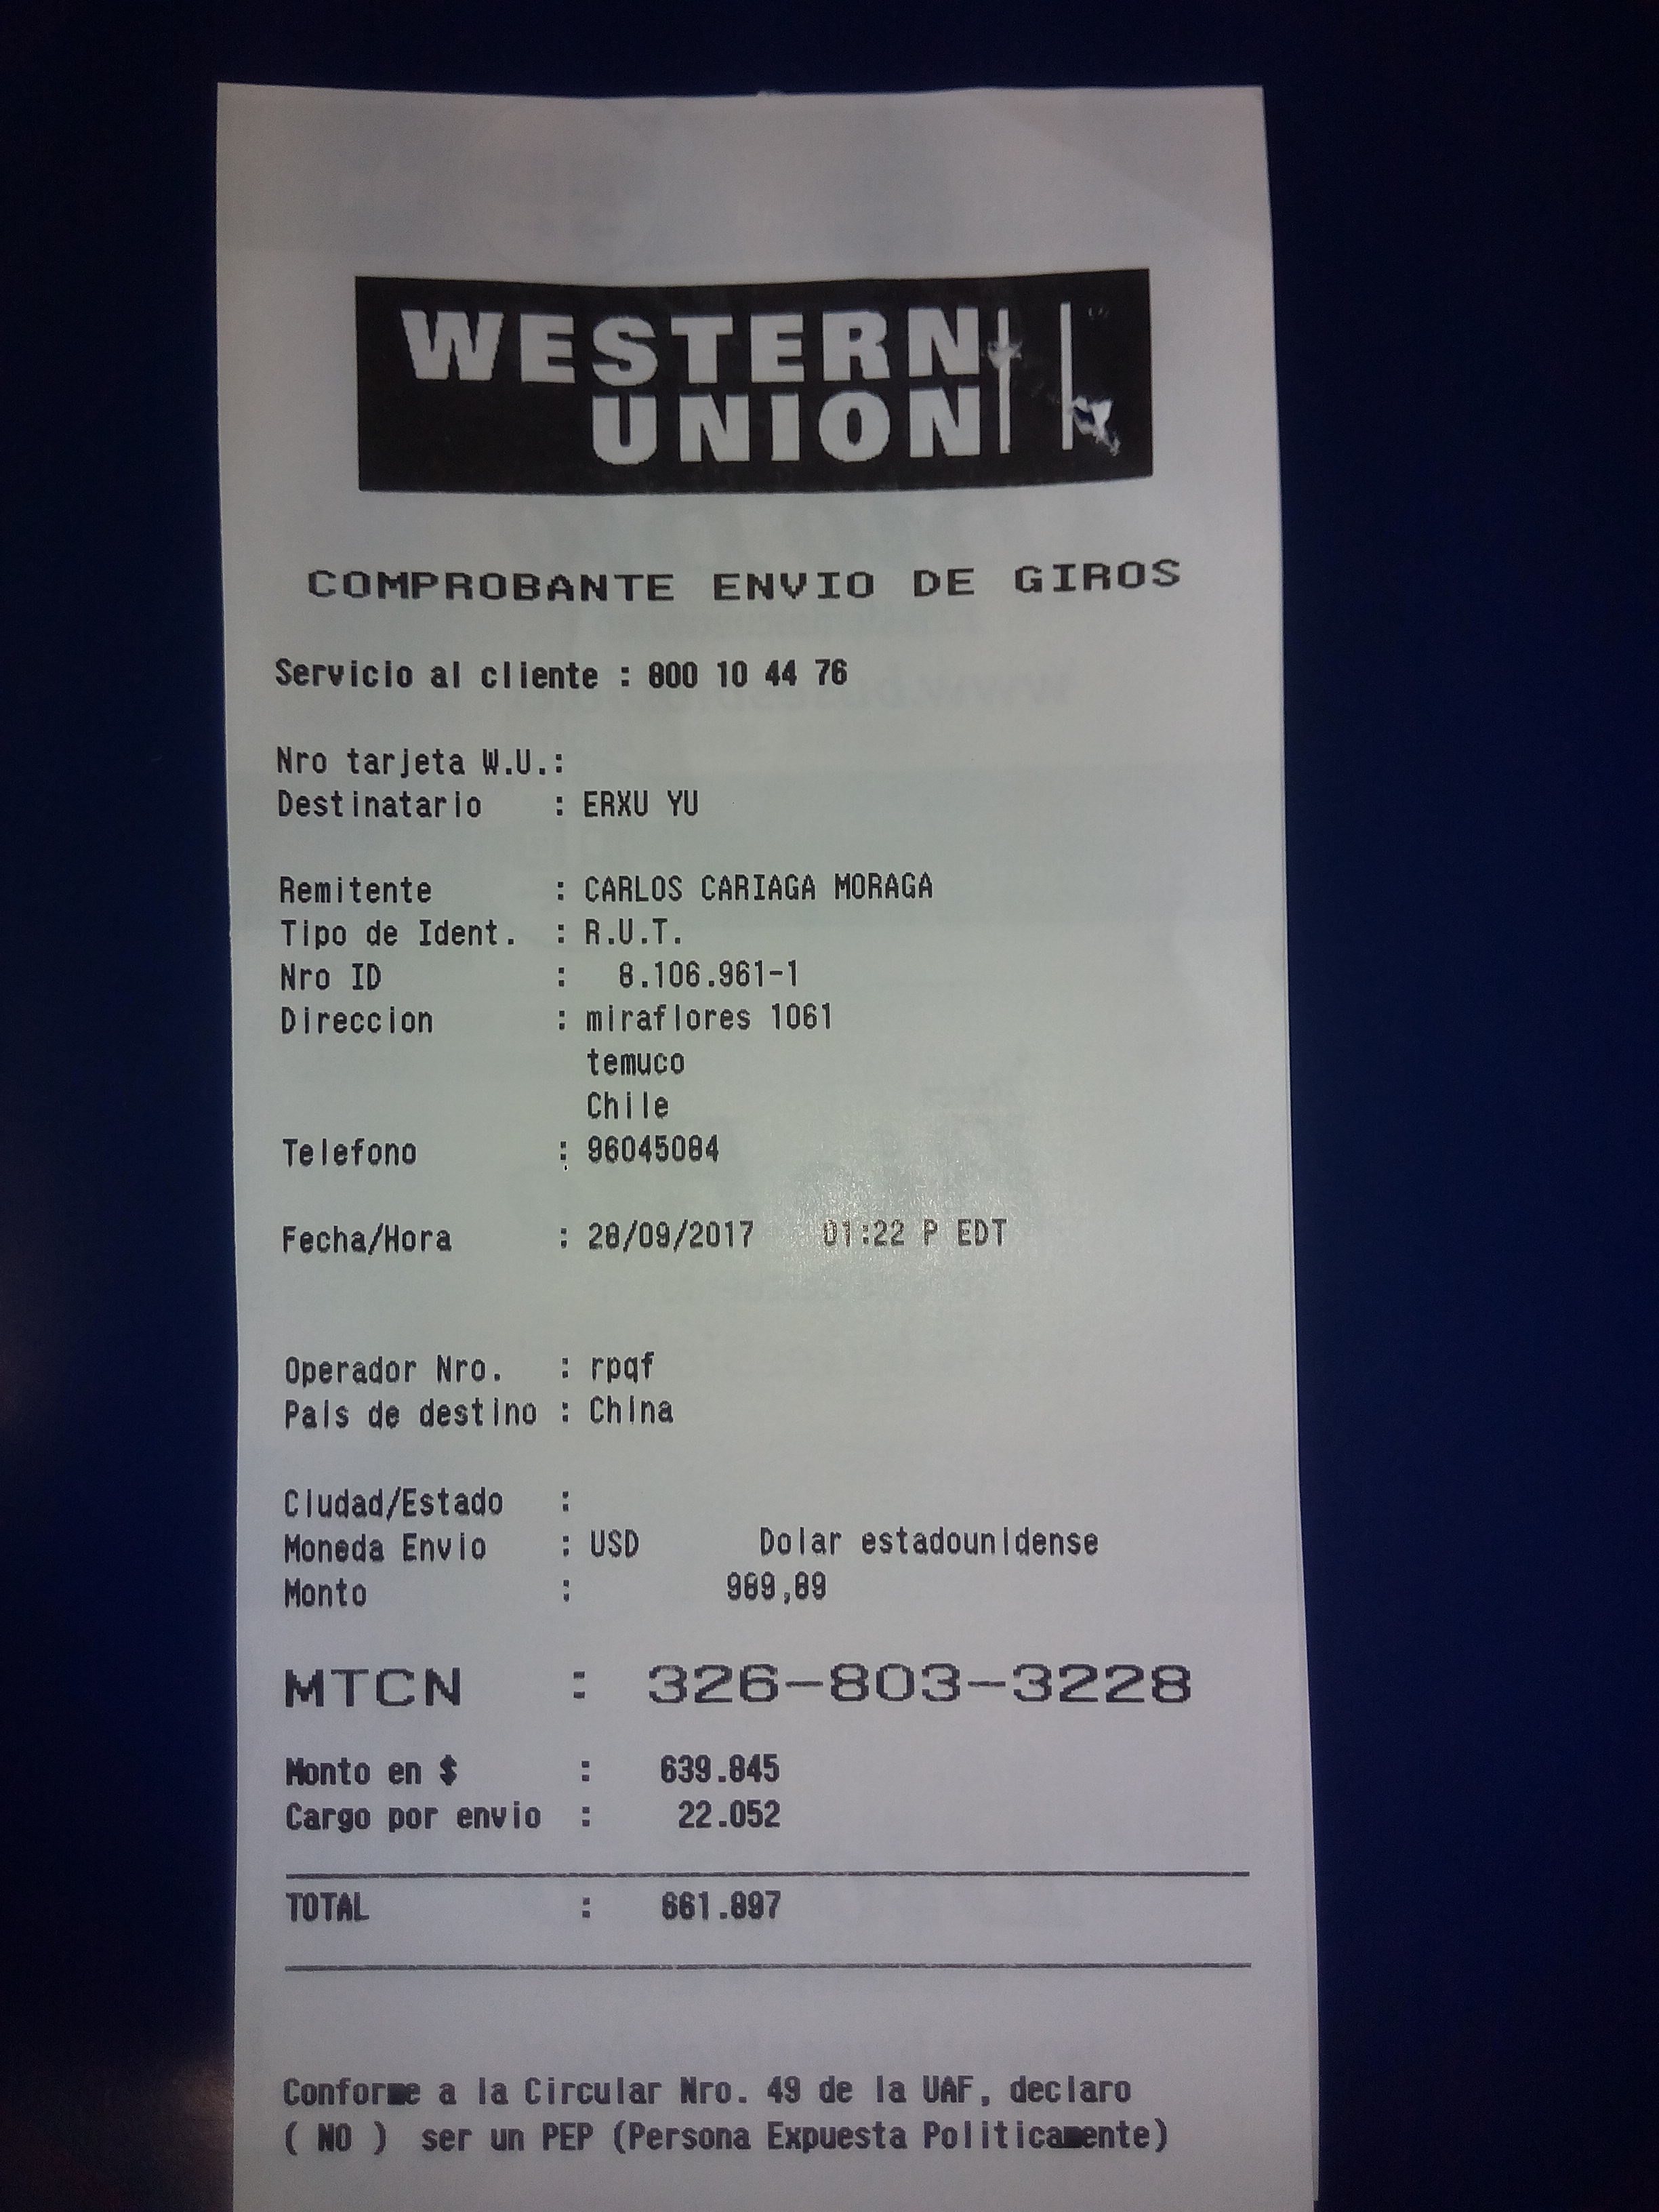 WESTERN
UNION
COMPROBANTE ENVIO DE GIROS
Servicio al cliente : 800 10 44 76
Nro tarjeta W.U.:
Destinatario : ERXU YU
Remitente : CARLOS CARIAGA MORAGA
Tipo de Ident. : R.U.T.
Nro ID : 8.106.961-1
Direccion : miraflores 1061
temuco
Chile
Telefono : 96045084
Fecha/Hora : 28/09/2017 01:22 P EDT
Operador Nro. : rpqf
Pais de destino : China
Ciudad/Estado :
Moneda Envio : USD Dolar estadounidense
Monto : 989,89
MTCN : 326-803-3228
Monto en $ : 639.845
Cargo por envio : 22.052
TOTAL : 661.897
Conforme a la Circular Nro. 49 de la UAF, declaro
( NO ) ser un PEP (Persona Expuesta Politicamente)